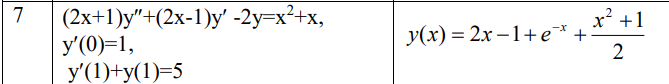 7 (2x+1)y″+(2x-1)y′ -2y=x²+x,
y′(0)=1,
y′(1)+y(1)=5
y(x) = 2x −1+ e⁻ˣ + (x² +1)/2